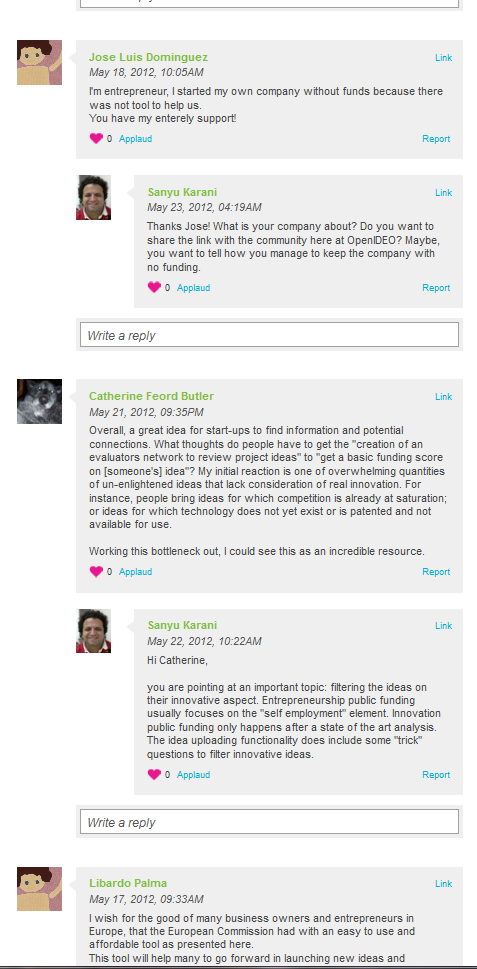 Jose Luis Dominguez
Link
May 18, 2012, 10:05AM
I'm entrepreneur, I started my own company without funds because there
was not tool to help us.
You have my enterely support!
0 Applaud
Report
Sanyu Karani
Link
May 23, 2012, 04:19AM
Thanks Jose! What is your company about? Do you want to
share the link with the community here at OpenIDEO? Maybe,
you want to tell how you manage to keep the company with
no funding.
0 Applaud
Report
Write a reply
Catherine Feord Butler
Link
May 21, 2012, 09:35PM
Overall, a great idea for start-ups to find information and potential
connections. What thoughts do people have to get the "creation of an
evaluators network to review project ideas" to "get a basic funding score
on [someone's] idea"? My initial reaction is one of overwhelming quantities
of un-enlightened ideas that lack consideration of real innovation. For
instance, people bring ideas for which competition is already at saturation;
or ideas for which technology does not yet exist or is patented and not
available for use.
Working this bottleneck out, I could see this as an incredible resource.
0 Applaud
Report
Sanyu Karani
Link
May 22, 2012, 10:22AM
Hi Catherine,
you are pointing at an important topic: filtering the ideas on
their innovative aspect. Entrepreneurship public funding
usually focuses on the "self employment" element. Innovation
public funding only happens after a state of the art analysis.
The idea uploading functionality does include some "trick"
questions to filter innovative ideas.
0 Applaud
Report
Write a reply
Libardo Palma
Link
May 17, 2012, 09:33AM
I wish for the good of many business owners and entrepreneurs in
Europe, that the European Commission had with an easy to use and
affordable tool as presented here.
This tool will help many to go forward in launching new ideas and